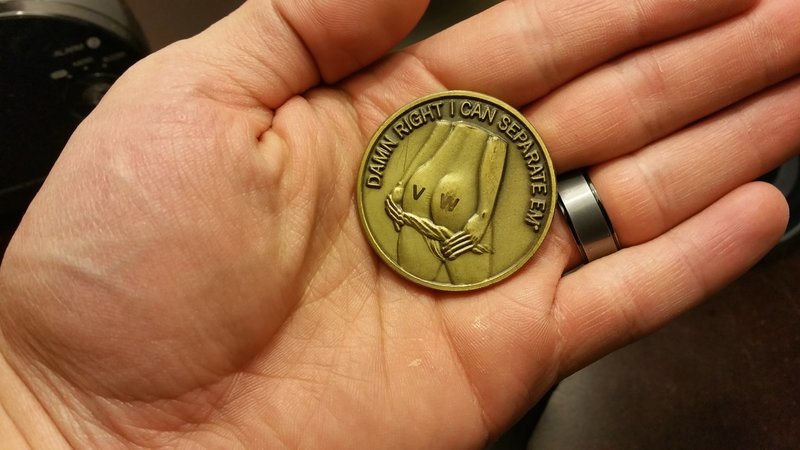 DAMN RIGHT I CAN SEPARATE EM'
V W